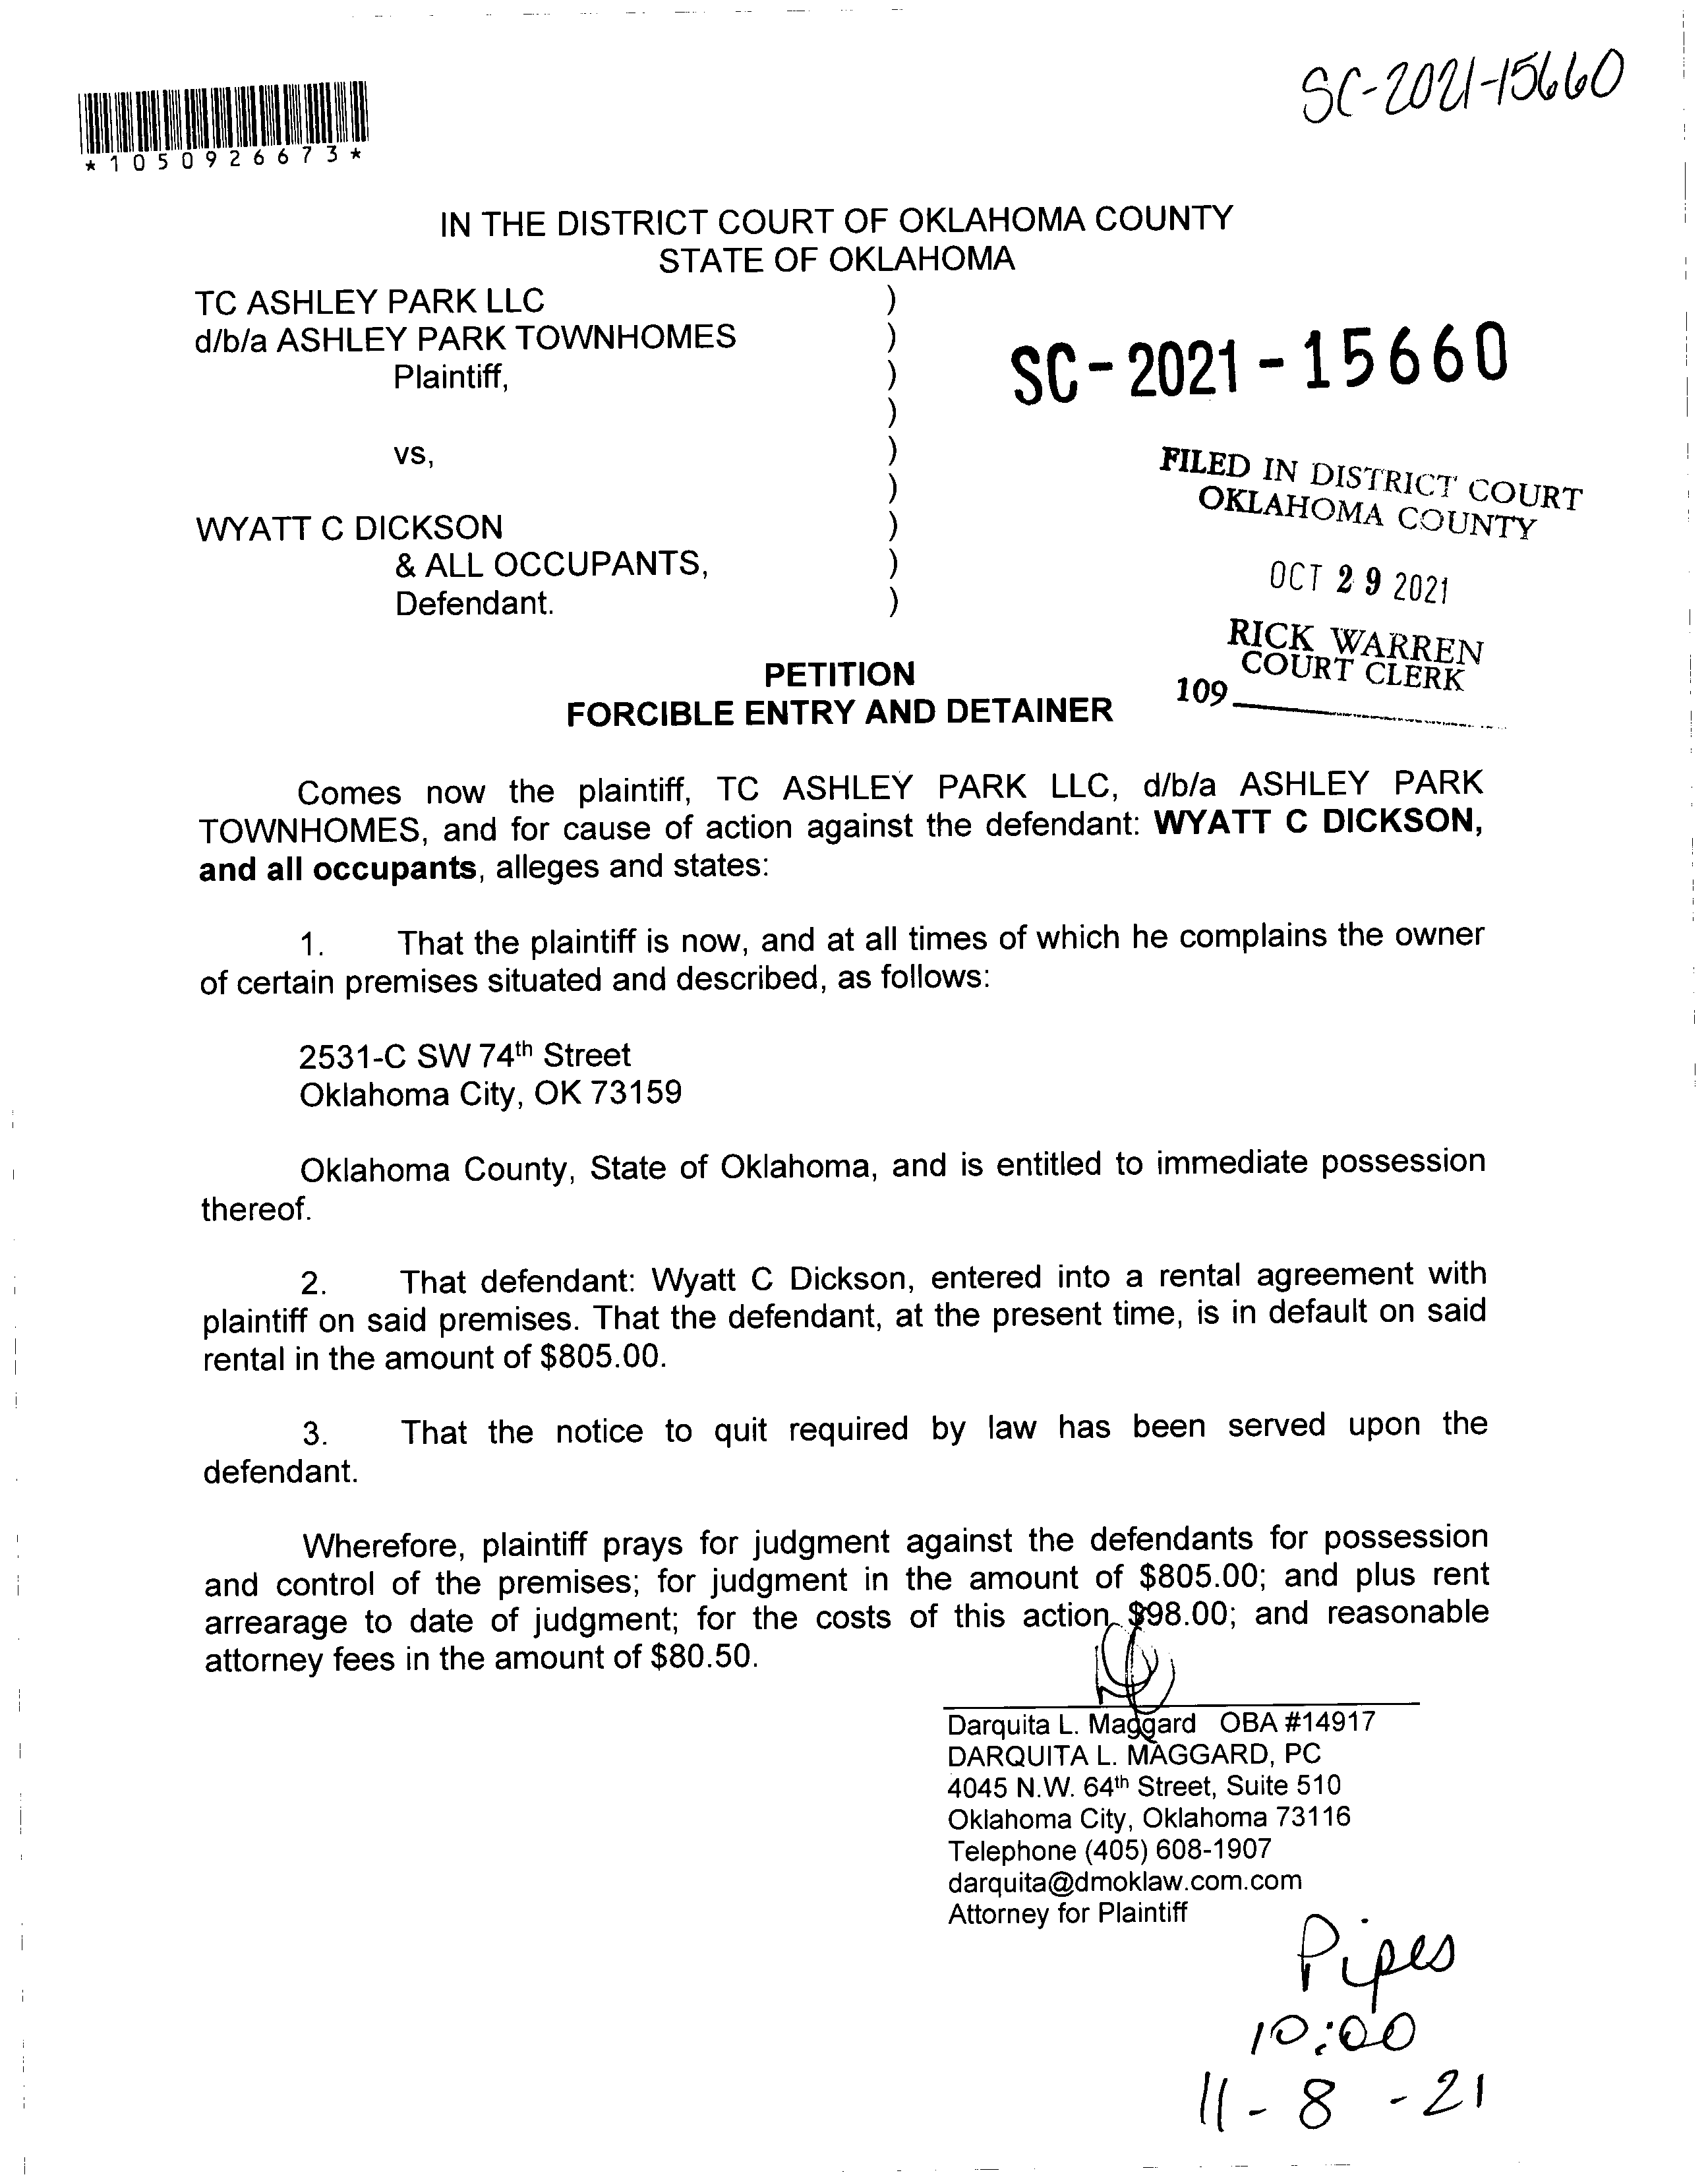 SC-2021-15660
*1050926673*
IN THE DISTRICT COURT OF OKLAHOMA COUNTY
STATE OF OKLAHOMA
TC ASHLEY PARK LLC )
d/b/a ASHLEY PARK TOWNHOMES )
Plaintiff, )
)
vs, )
)
WYATT C DICKSON )
& ALL OCCUPANTS, )
Defendant. )
SC-2021-15660
FILED IN DISTRICT COURT
OKLAHOMA COUNTY
OCT 29 2021
RICK WARREN
COURT CLERK
109
PETITION
FORCIBLE ENTRY AND DETAINER
Comes now the plaintiff, TC ASHLEY PARK LLC, d/b/a ASHLEY PARK
TOWNHOMES, and for cause of action against the defendant: WYATT C DICKSON,
and all occupants, alleges and states:
1. That the plaintiff is now, and at all times of which he complains the owner
of certain premises situated and described, as follows:
2531-C SW 74th Street
Oklahoma City, OK 73159
Oklahoma County, State of Oklahoma, and is entitled to immediate possession
thereof.
2. That defendant: Wyatt C Dickson, entered into a rental agreement with
plaintiff on said premises. That the defendant, at the present time, is in default on said
rental in the amount of $805.00.
3. That the notice to quit required by law has been served upon the
defendant.
Wherefore, plaintiff prays for judgment against the defendants for possession
and control of the premises; for judgment in the amount of $805.00; and plus rent
arrearage to date of judgment; for the costs of this action $98.00; and reasonable
attorney fees in the amount of $80.50.
Darquita L. Maggard OBA #14917
DARQUITA L. MAGGARD, PC
4045 N.W. 64th Street, Suite 510
Oklahoma City, Oklahoma 73116
Telephone (405) 608-1907
darquita@dmoklaw.com.com
Attorney for Plaintiff
Pipes
10:00
11-8-21